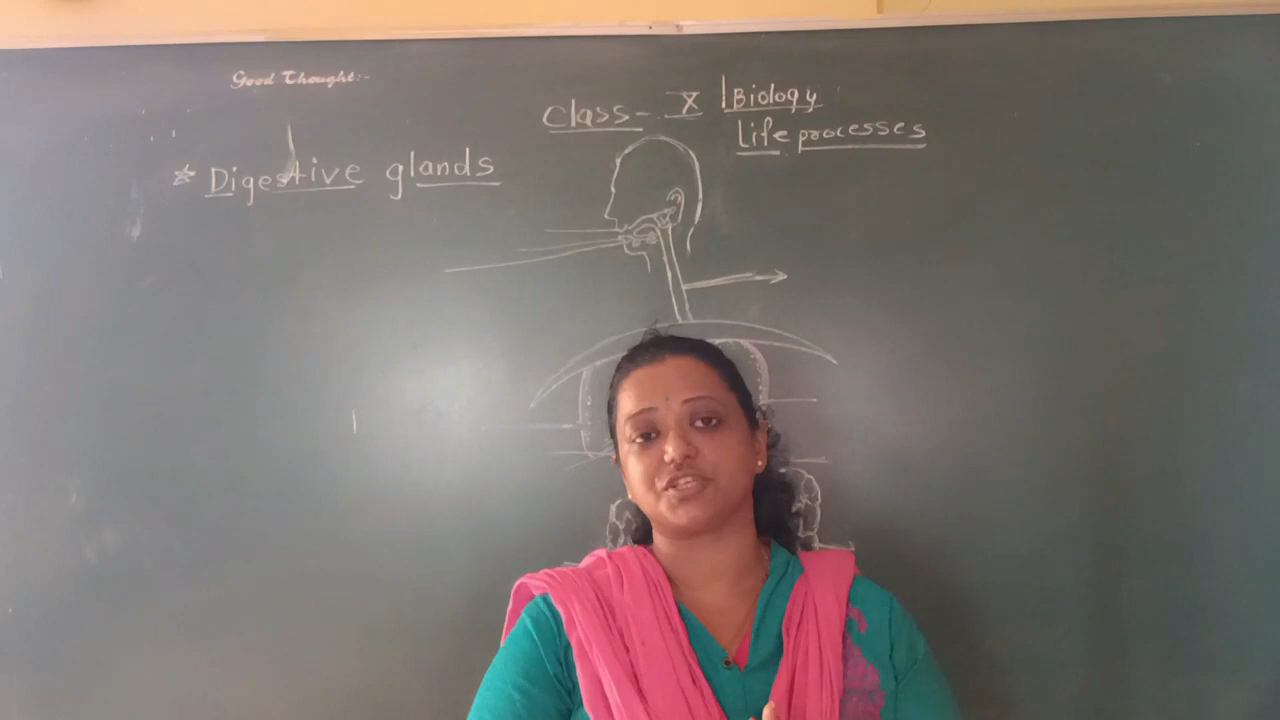 Good Thought:-
Class - X | Biology
Life processes
* Digestive glands